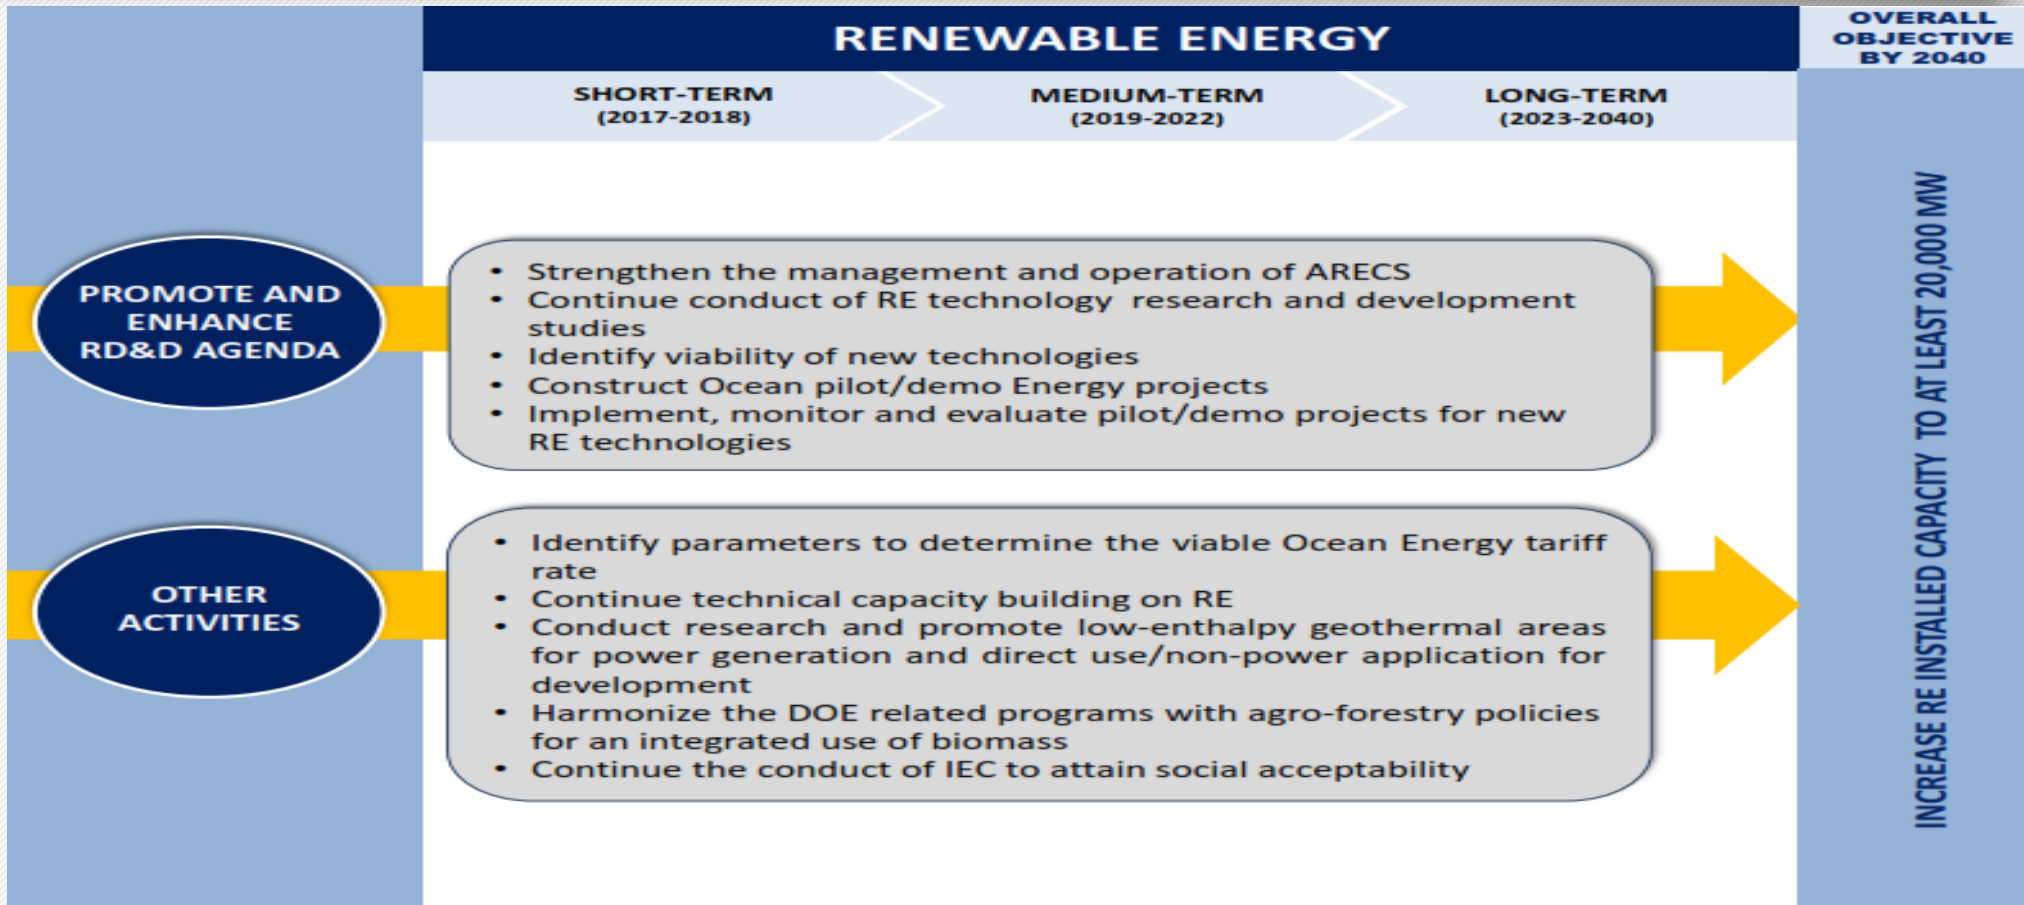 RENEWABLE ENERGY
OVERALL
OBJECTIVE
BY 2040
SHORT-TERM
(2017-2018)
MEDIUM-TERM
(2019-2022)
LONG-TERM
(2023-2040)
PROMOTE AND
ENHANCE
RD&D AGENDA
• Strengthen the management and operation of ARECS
• Continue conduct of RE technology research and development
studies
• Identify viability of new technologies
• Construct Ocean pilot/demo Energy projects
• Implement, monitor and evaluate pilot/demo projects for new
RE technologies
OTHER
ACTIVITIES
• Identify parameters to determine the viable Ocean Energy tariff
rate
• Continue technical capacity building on RE
• Conduct research and promote low-enthalpy geothermal areas
for power generation and direct use/non-power application for
development
• Harmonize the DOE related programs with agro-forestry policies
for an integrated use of biomass
• Continue the conduct of IEC to attain social acceptability
INCREASE RE INSTALLED CAPACITY TO AT LEAST 20,000 MW